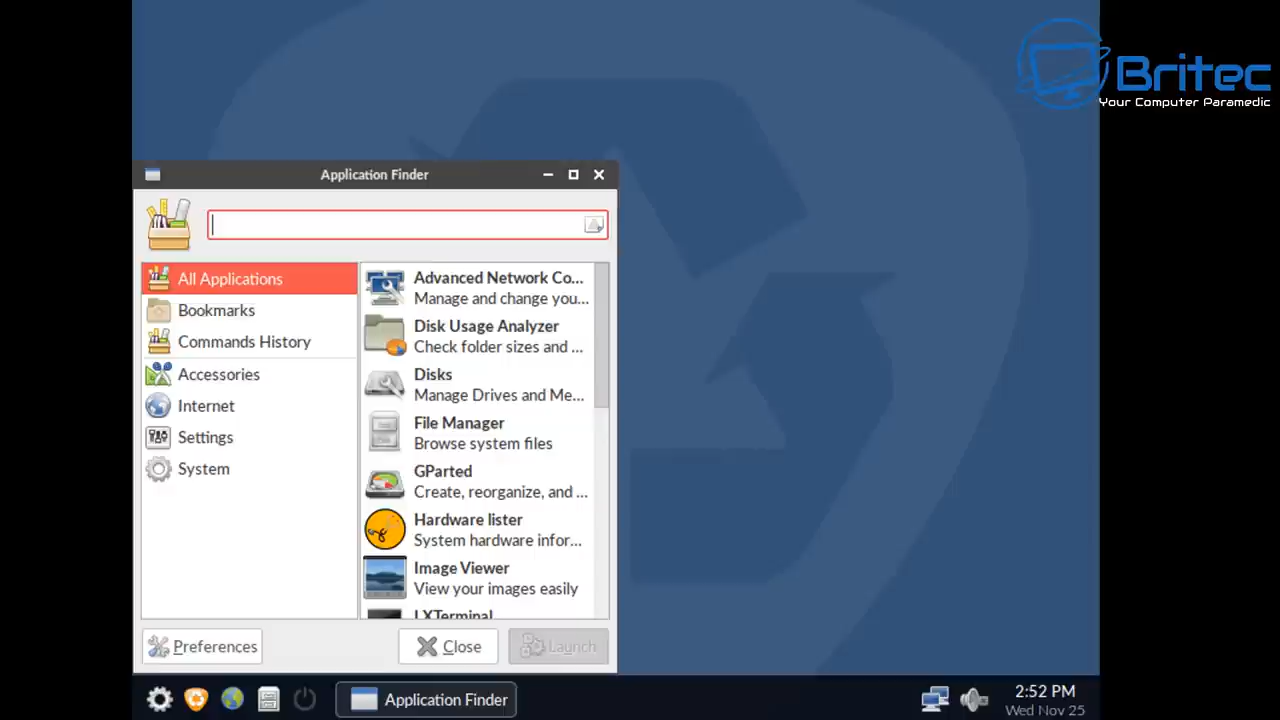 Britec
Your Computer Paramedic
Application Finder
All Applications
Bookmarks
Commands History
Accessories
Internet
Settings
System
Advanced Network Co...
Manage and change you...
Disk Usage Analyzer
Check folder sizes and ...
Disks
Manage Drives and Me...
File Manager
Browse system files
GParted
Create, reorganize, and ...
Hardware lister
System hardware infor...
Image Viewer
View your images easily
LXTerminal
Preferences
Close
Launch
Application Finder
2:52 PM
Wed Nov 25